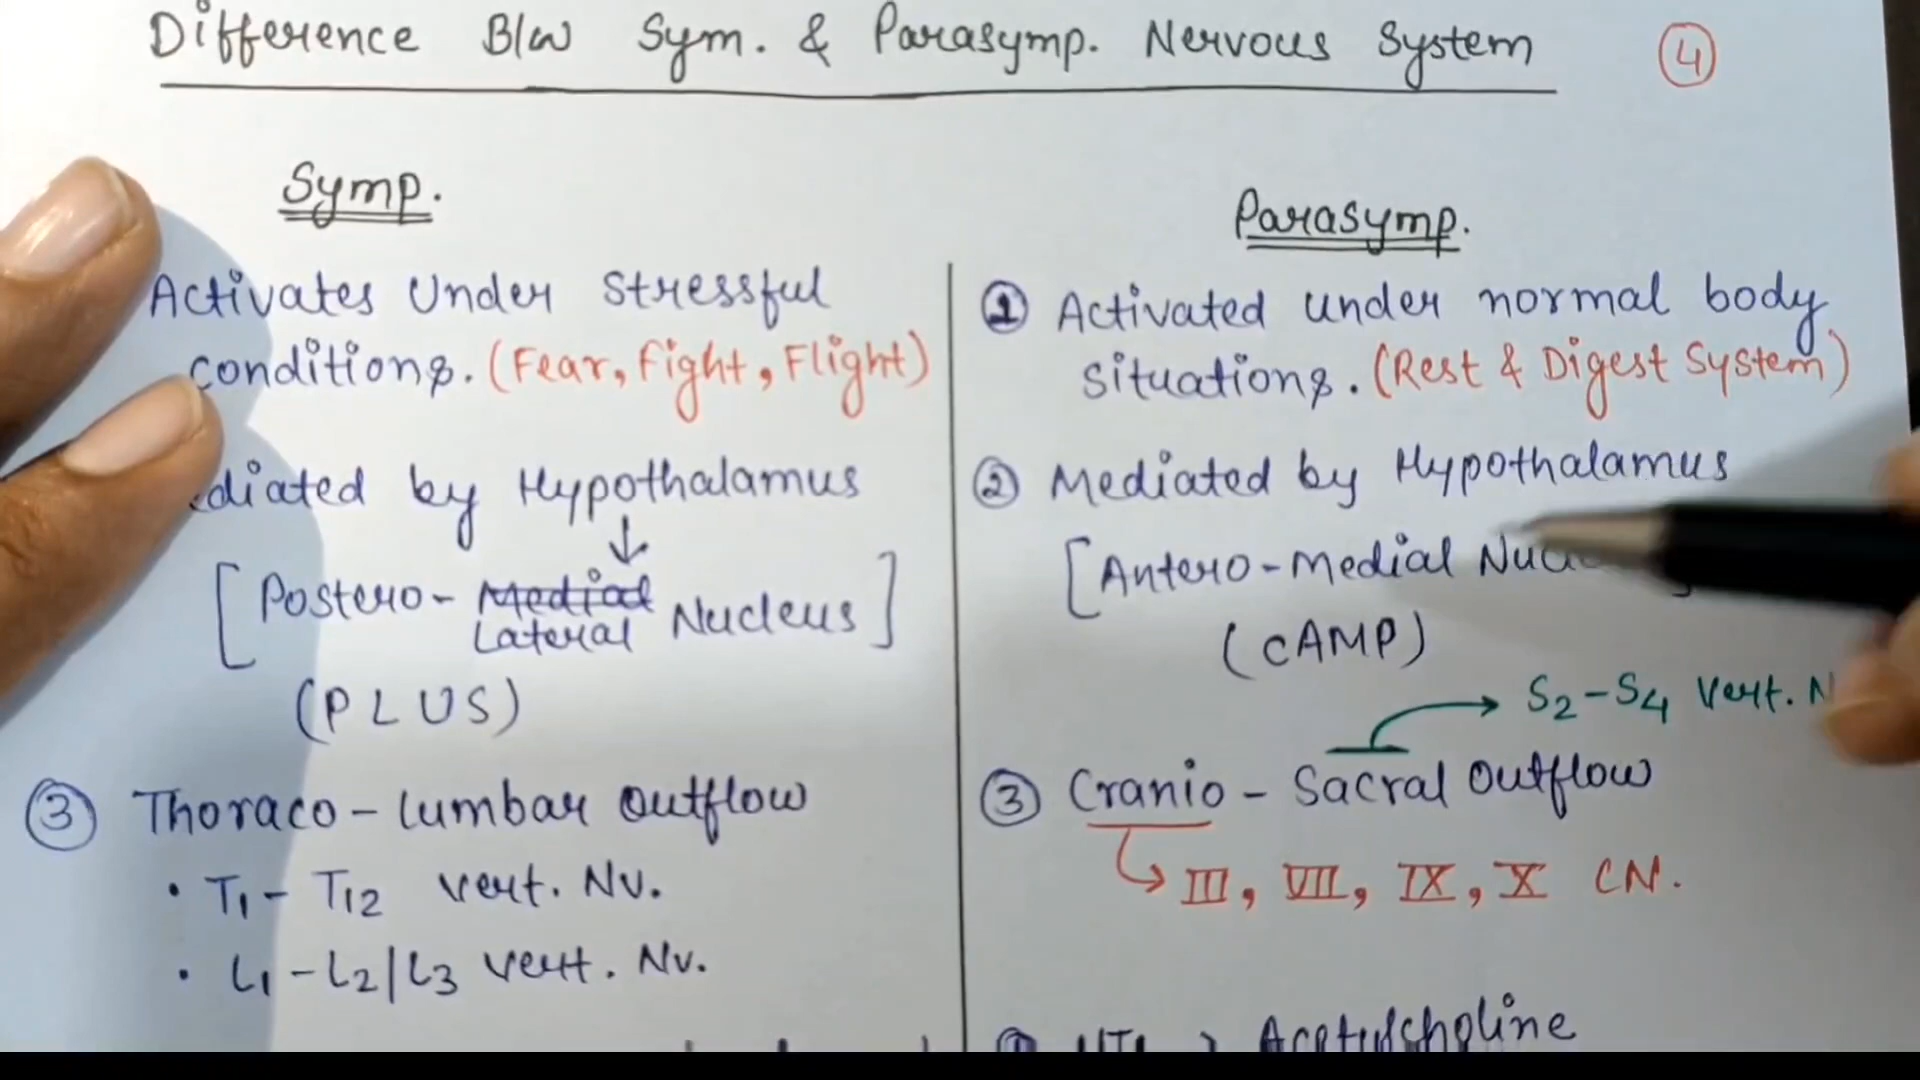 Difference B/w Sym. & Parasymp. Nervous System
4
Symp.
Activates Under Stressful
conditions. (Fear, Fight, Flight)
Mediated by Hypothalamus
↓
[Postero- Medial Nucleus]
Lateral
(PLUS)
③ Thoraco-lumbar Outflow
• T1- T12 vert. Nv.
• L1-L2/L3 vert. Nv.
Parasymp.
① Activated under normal body
situations. (Rest & Digest System)
② Mediated by Hypothalamus
[Antero-Medial
(cAMP)
→ S2-S4 vert.
③ Cranio-Sacral Outflow
→ III, VII, IX, X CN.
Acetylcholine